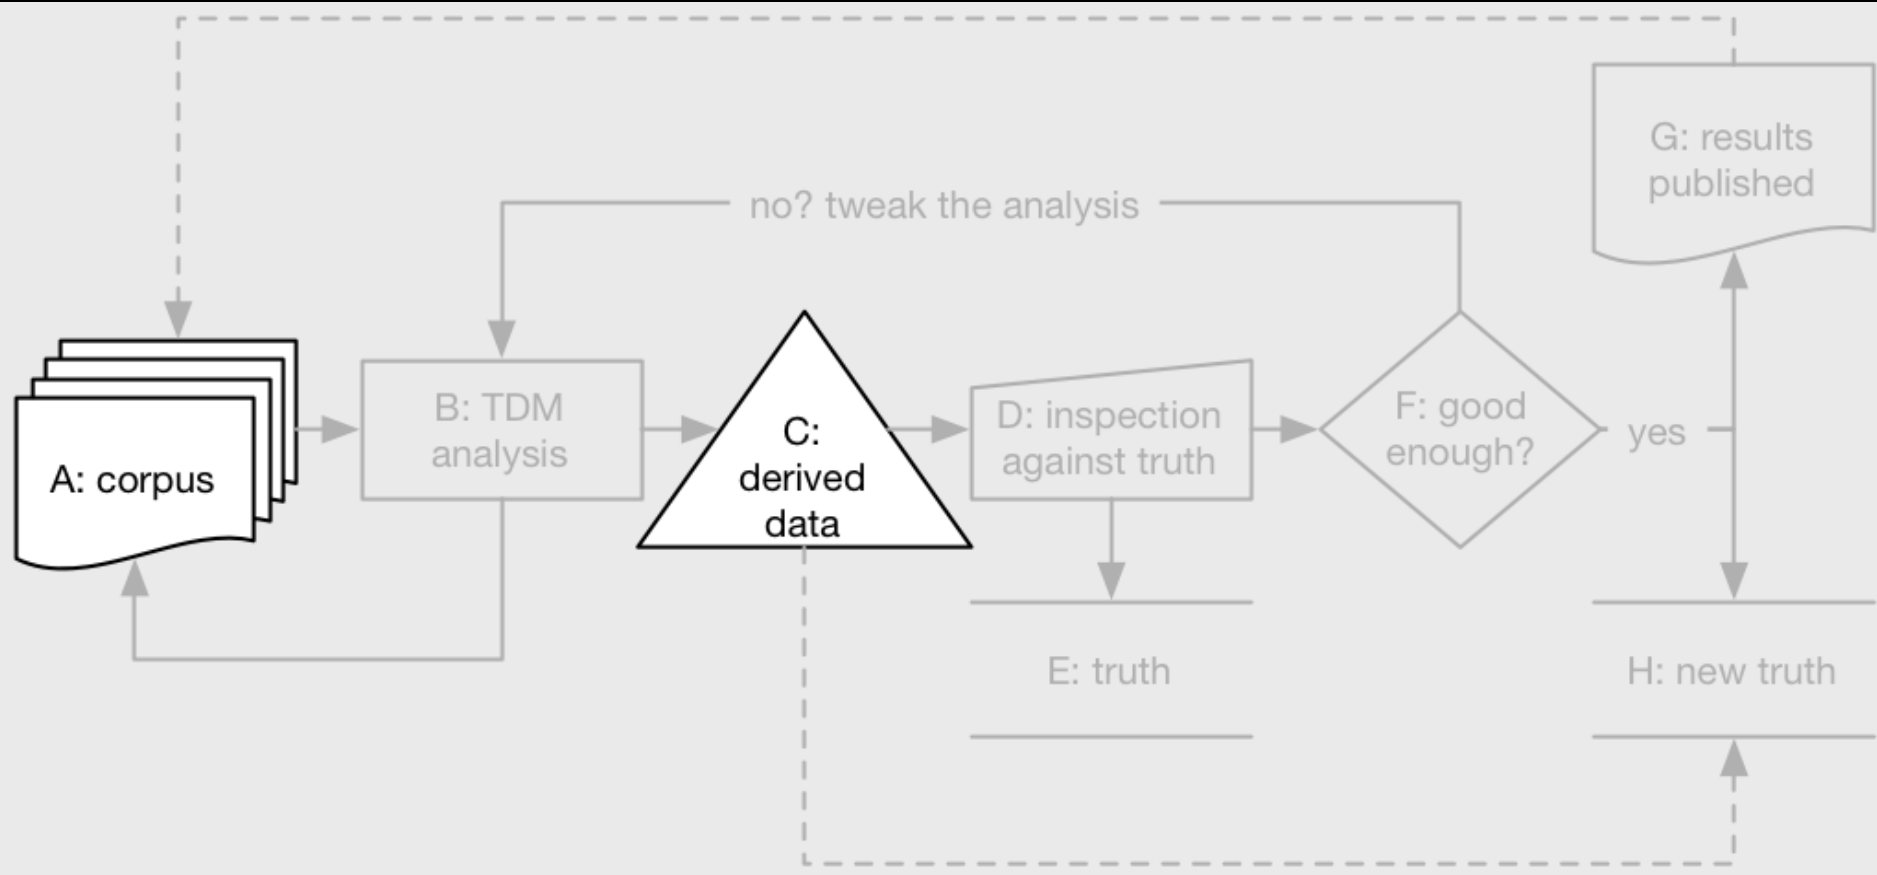 G: results
published
no? tweak the analysis
A: corpus
B: TDM
analysis
C:
derived
data
D: inspection
against truth
F: good
enough?
yes
E: truth
H: new truth